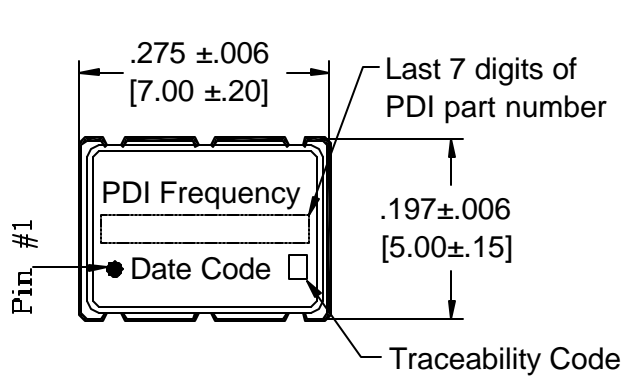 .275 ±.006
[7.00 ±.20]
Last 7 digits of
PDI part number
PDI Frequency
.197±.006
[5.00±.15]
Pin #1
Date Code
Traceability Code